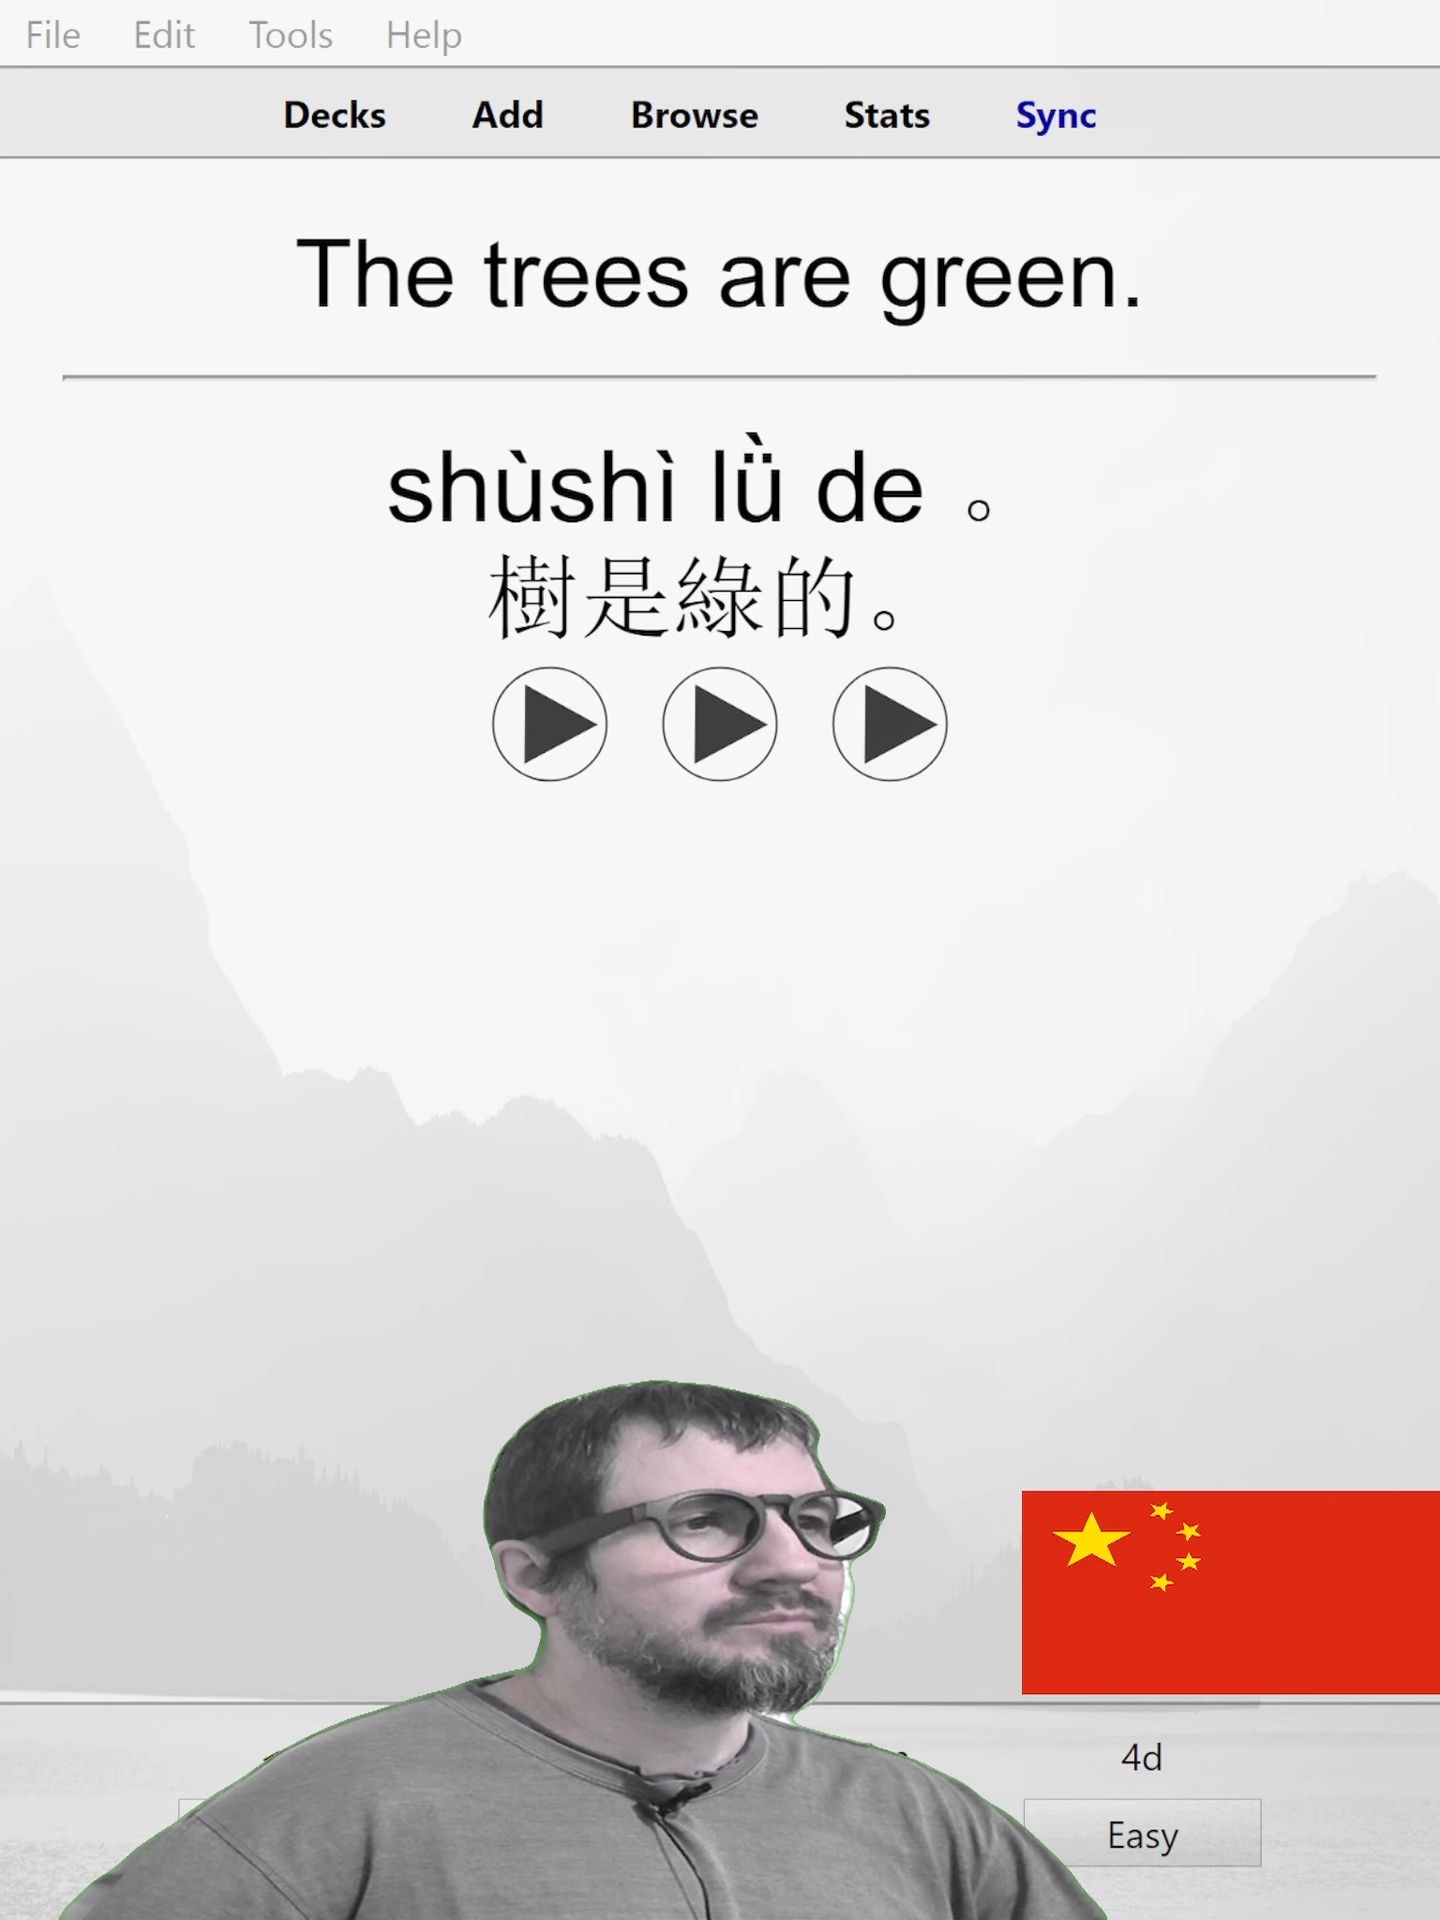 File Edit Tools Help
Decks Add Browse Stats Sync
The trees are green.
shùshì lǜ de 。
樹是綠的。
4d
Easy